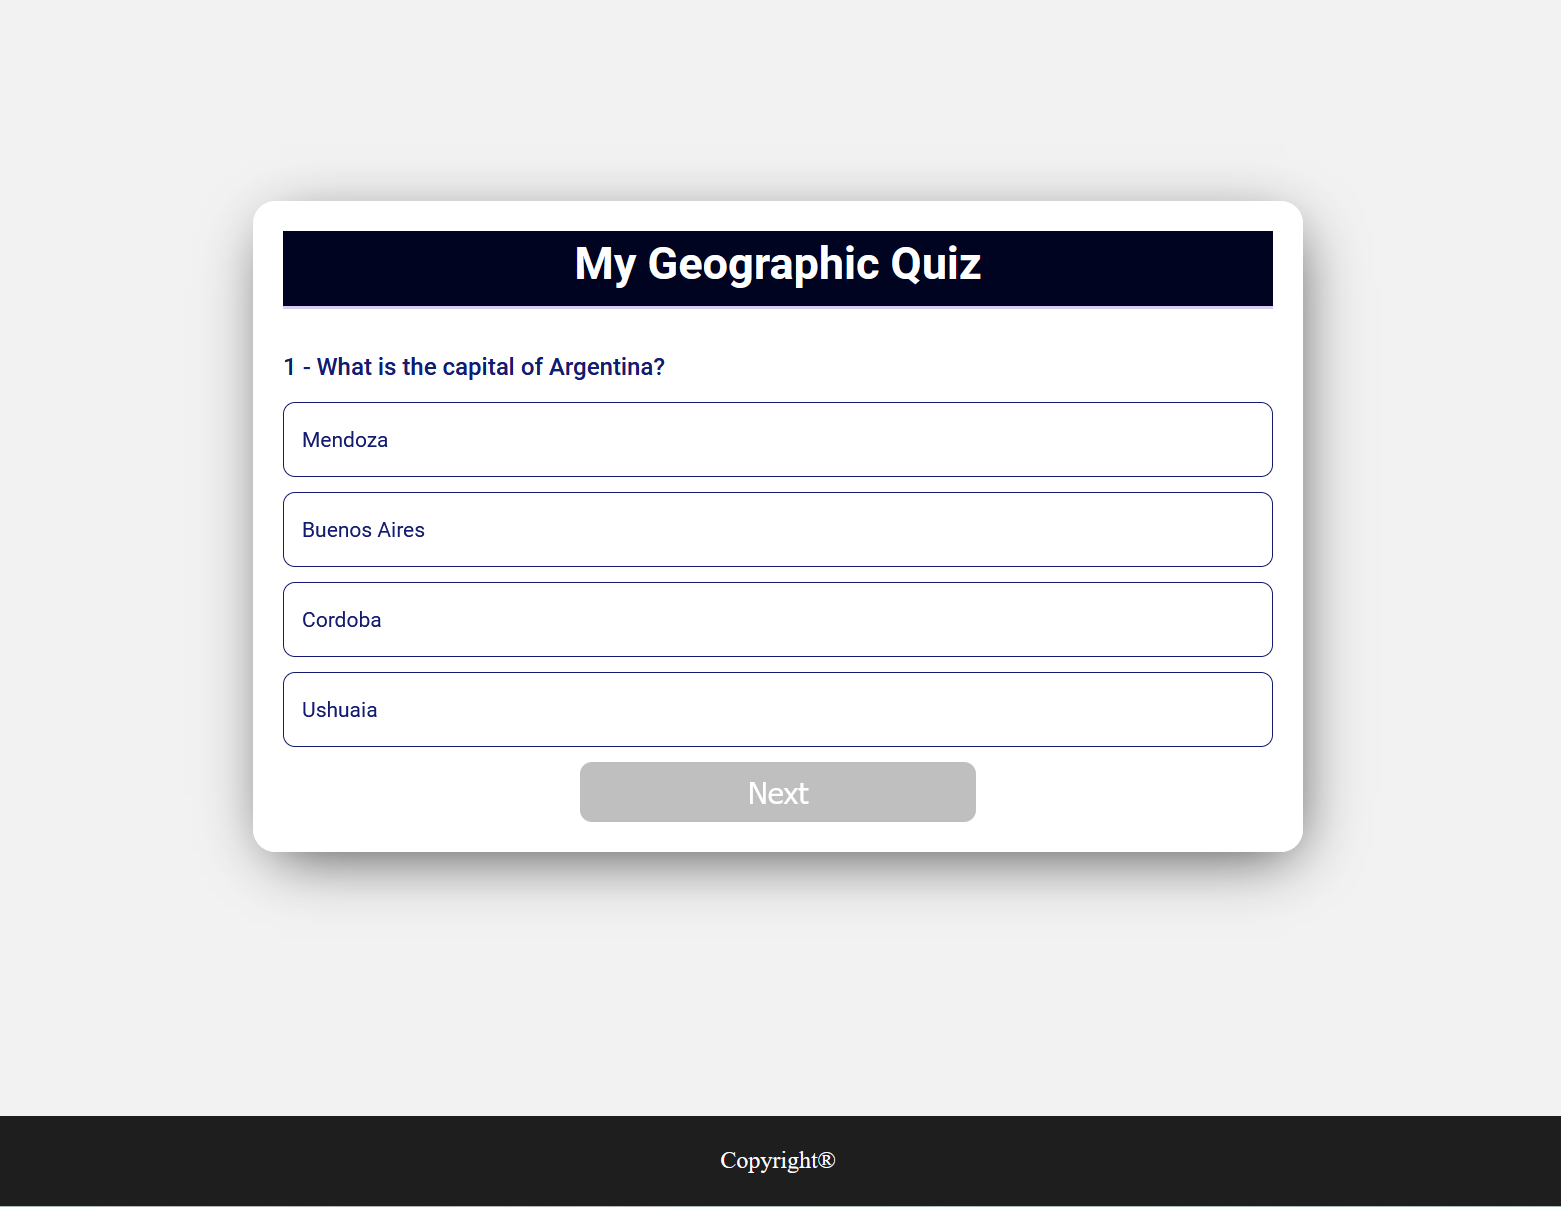 My Geographic Quiz
1 - What is the capital of Argentina?
Mendoza
Buenos Aires
Cordoba
Ushuaia
Next
Copyright®